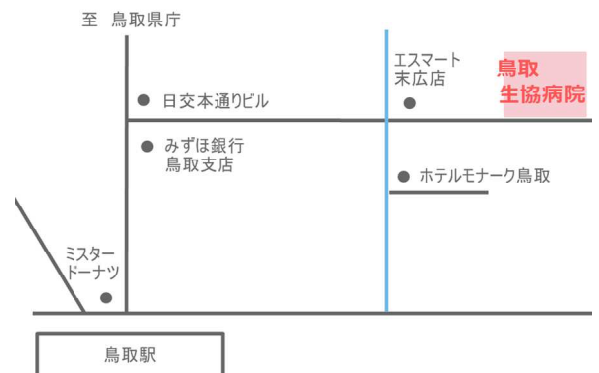 至 鳥取県庁
エスマート
末広店
鳥取
生協病院
日交本通りビル
みずほ銀行
鳥取支店
ホテルモナーク鳥取
ミスター
ドーナツ
鳥取駅